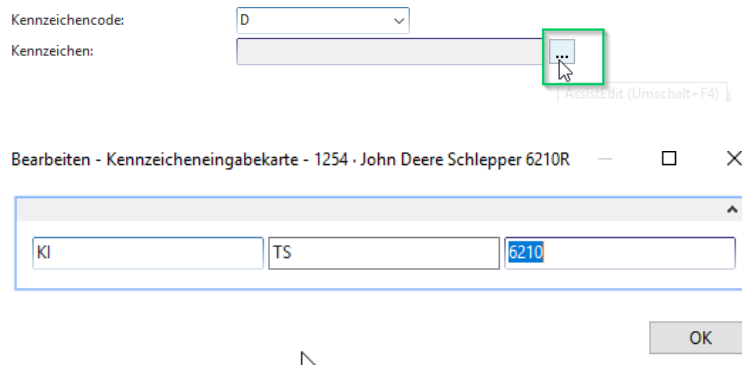 Kennzeichencode: D
Kennzeichen: ...
AssistEdit (Umschalt+F4)
Bearbeiten - Kennzeicheneingabekarte - 1254 · John Deere Schlepper 6210R
KI TS 6210
OK